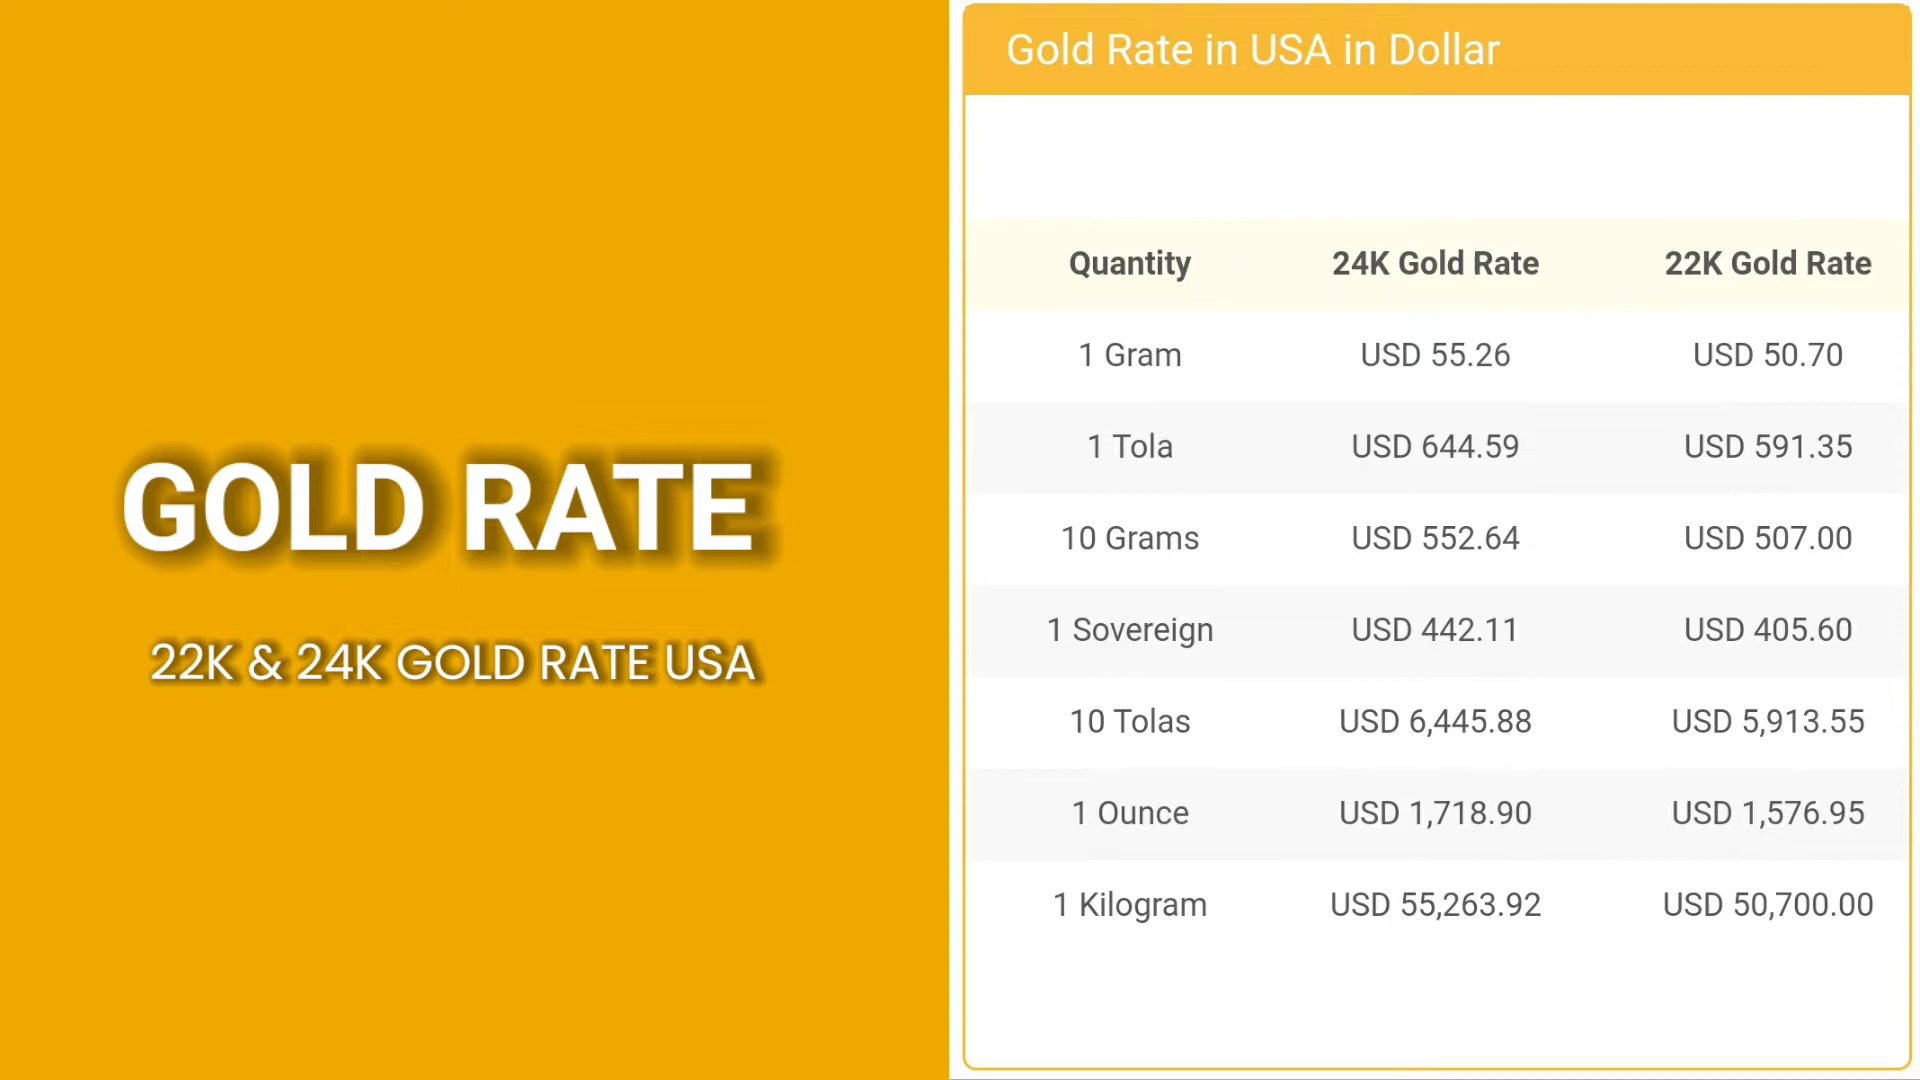 GOLD RATE
22K & 24K GOLD RATE USA
Gold Rate in USA in Dollar
Quantity 24K Gold Rate 22K Gold Rate
1 Gram USD 55.26 USD 50.70
1 Tola USD 644.59 USD 591.35
10 Grams USD 552.64 USD 507.00
1 Sovereign USD 442.11 USD 405.60
10 Tolas USD 6,445.88 USD 5,913.55
1 Ounce USD 1,718.90 USD 1,576.95
1 Kilogram USD 55,263.92 USD 50,700.00